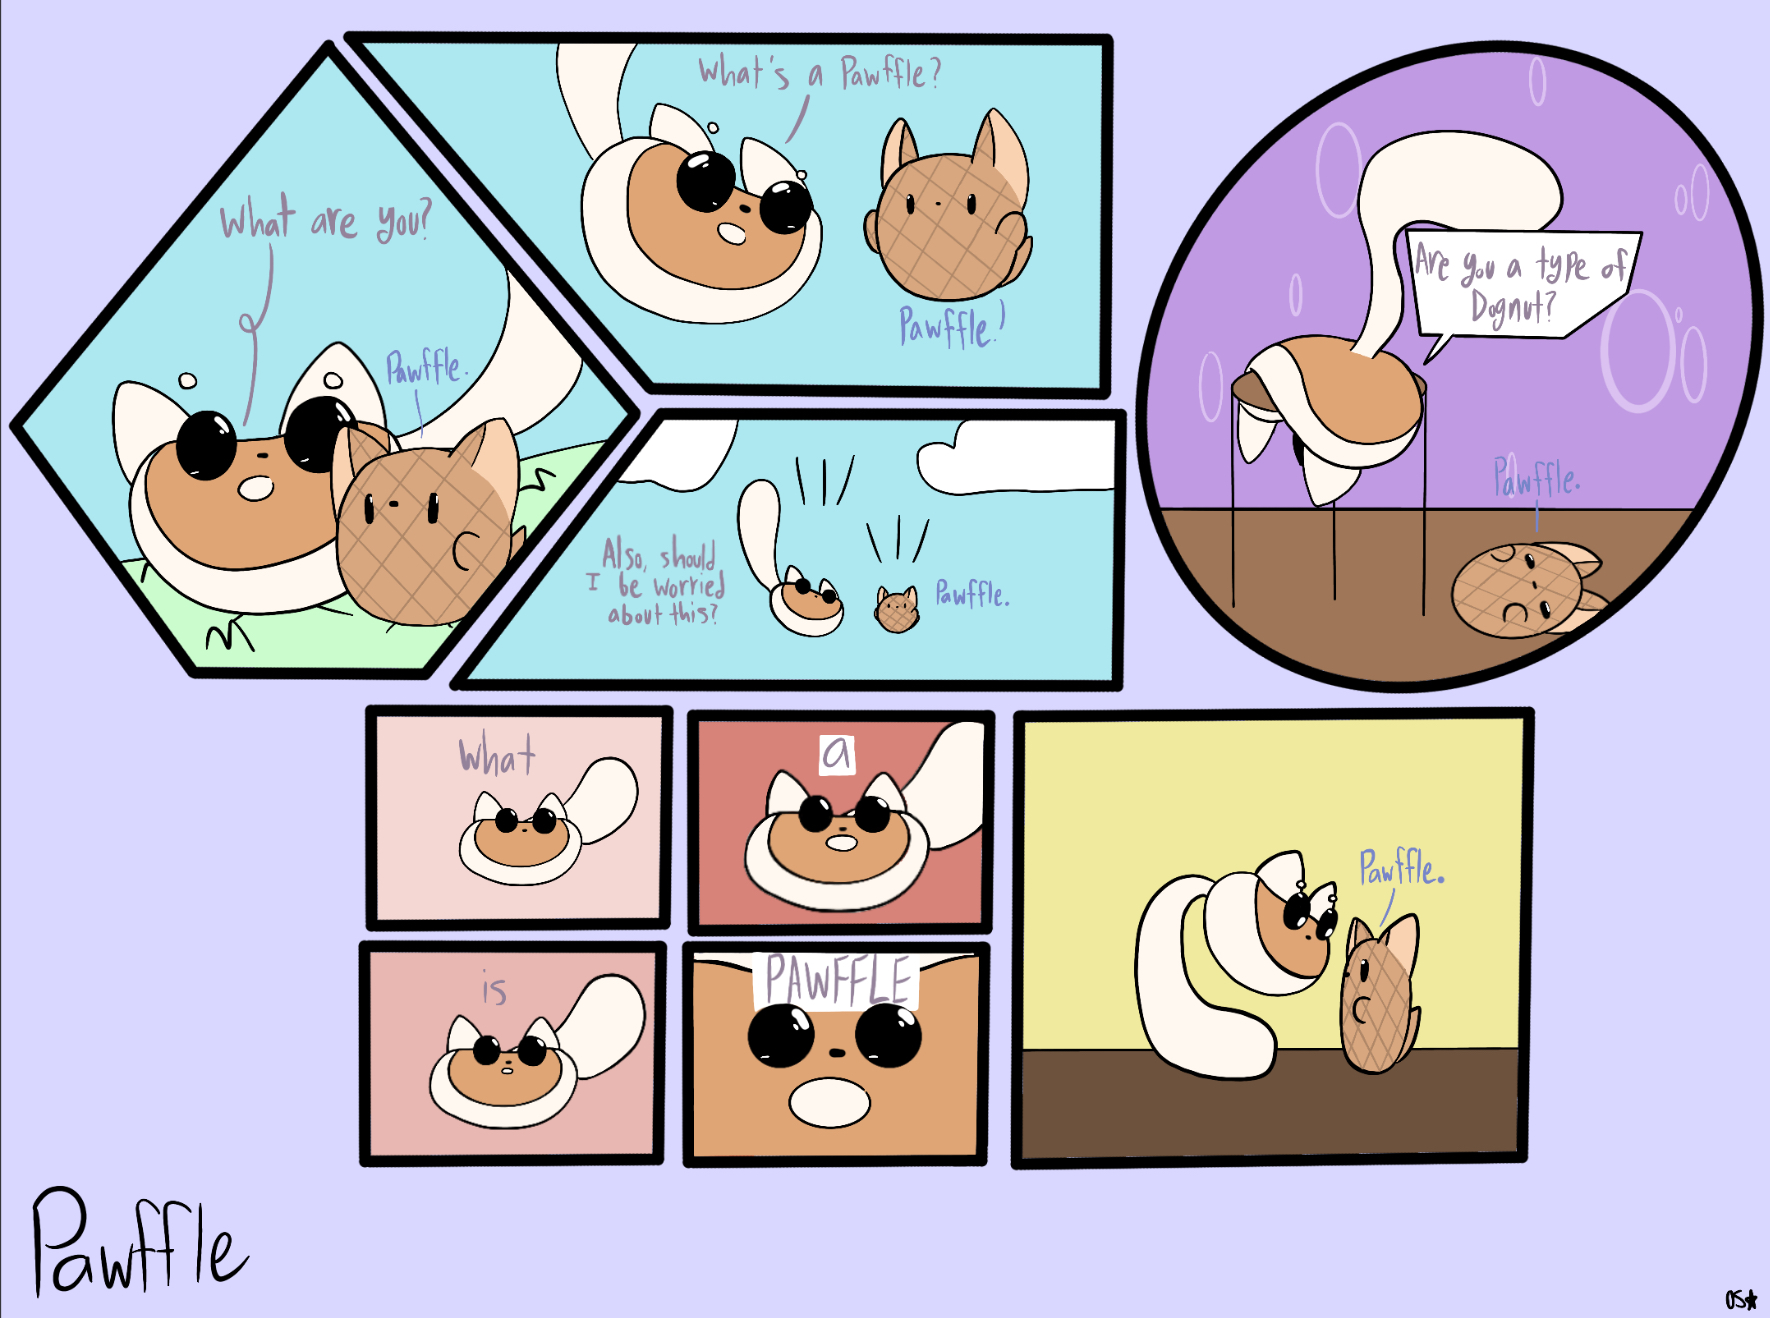 What are you?
Pawffle.
What's a Pawffle?
Pawffle!
Also, should
I be worried
about this?
Pawffle.
Are you a type of
Dognut?
Pawffle.
What
is
a
PAWFFLE
Pawffle.
Pawffle
OS★